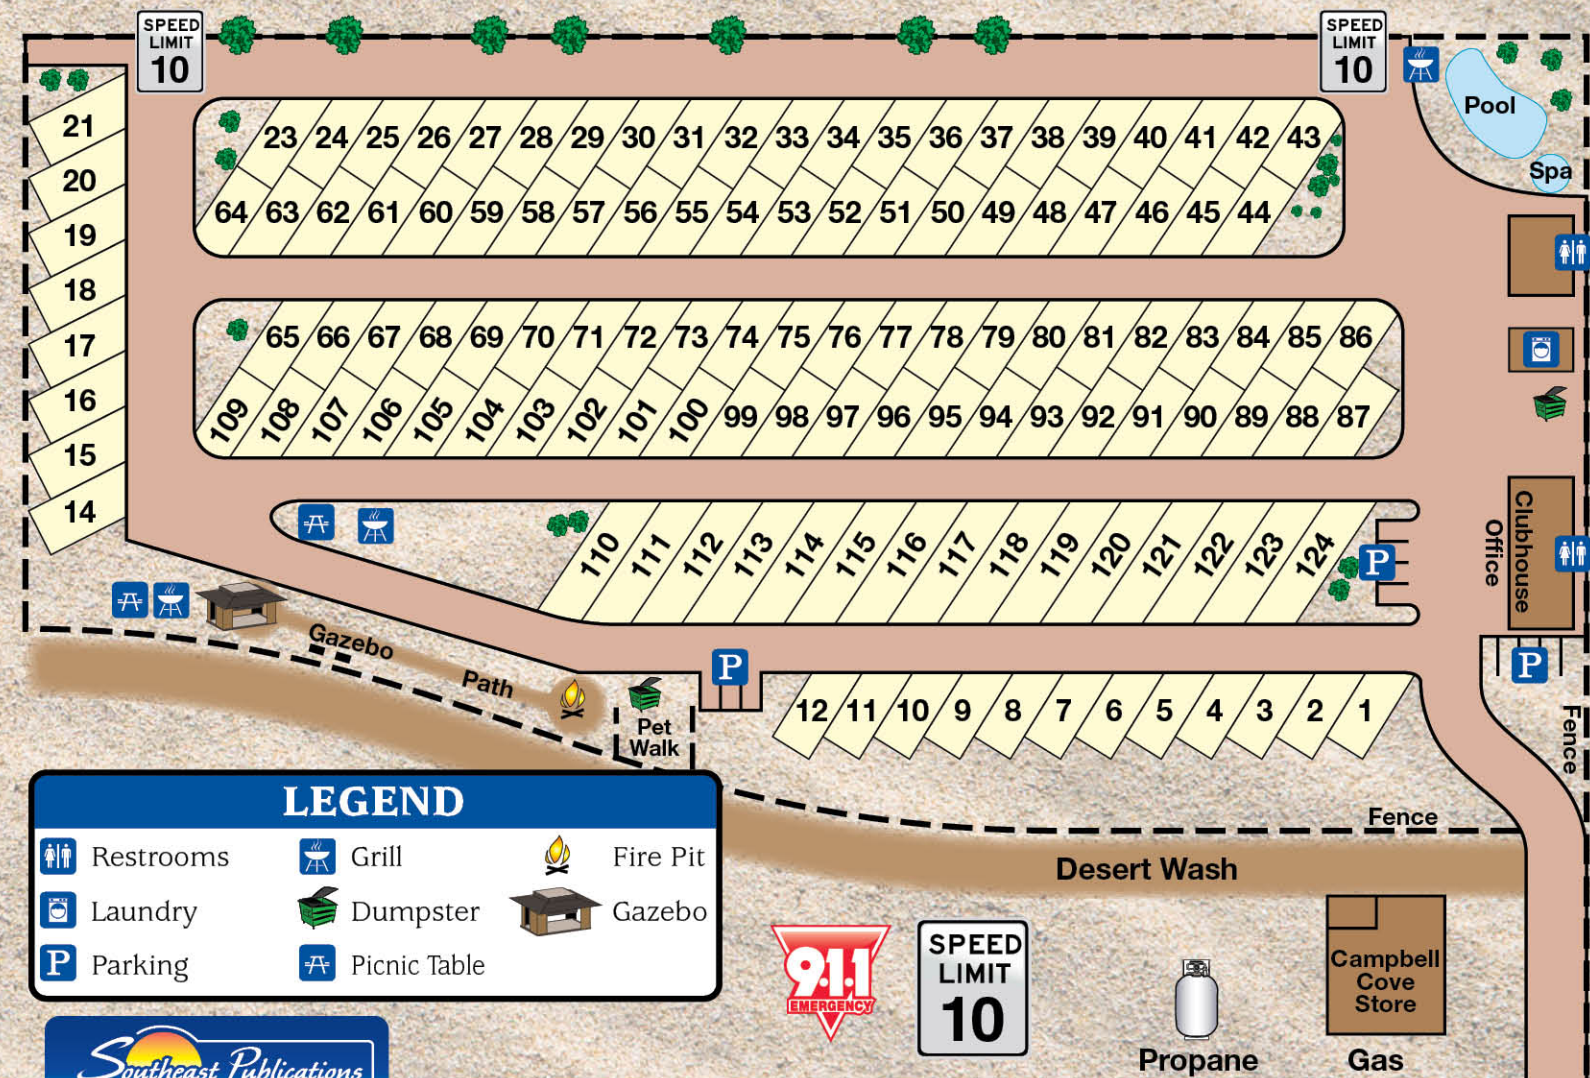 SPEED
LIMIT
10
SPEED
LIMIT
10
Pool
Spa
21
20
19
18
17
16
15
14
23 24 25 26 27 28 29 30 31 32 33 34 35 36 37 38 39 40 41 42 43
64 63 62 61 60 59 58 57 56 55 54 53 52 51 50 49 48 47 46 45 44
65 66 67 68 69 70 71 72 73 74 75 76 77 78 79 80 81 82 83 84 85 86
109 108 107 106 105 104 103 102 101 100 99 98 97 96 95 94 93 92 91 90 89 88 87
110 111 112 113 114 115 116 117 118 119 120 121 122 123 124
P
Clubhouse
Office
Gazebo
Path
P
P
Pet
Walk
12 11 10 9 8 7 6 5 4 3 2 1
Fence
Fence
Desert Wash
LEGEND
Restrooms
Grill
Fire Pit
Laundry
Dumpster
Gazebo
P Parking
Picnic Table
9-1-1
EMERGENCY
SPEED
LIMIT
10
Propane
Campbell
Cove
Store
Gas
Southeast Publications